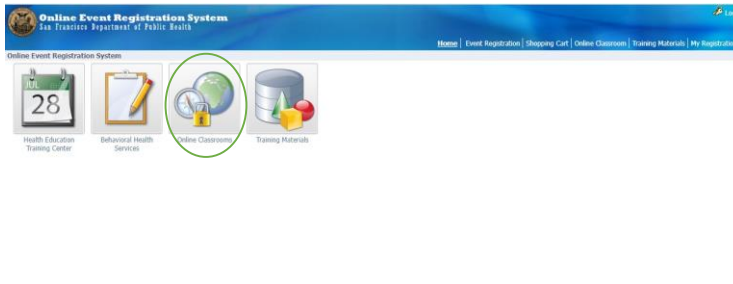 Online Event Registration System
San Francisco Department of Public Health
Home | Event Registration | Shopping Cart | Online Classroom | Training Materials | My Registration
Online Event Registration System
JUL
28
Health Education
Training Center
Behavioral Health
Services
Online Classrooms
Training Materials